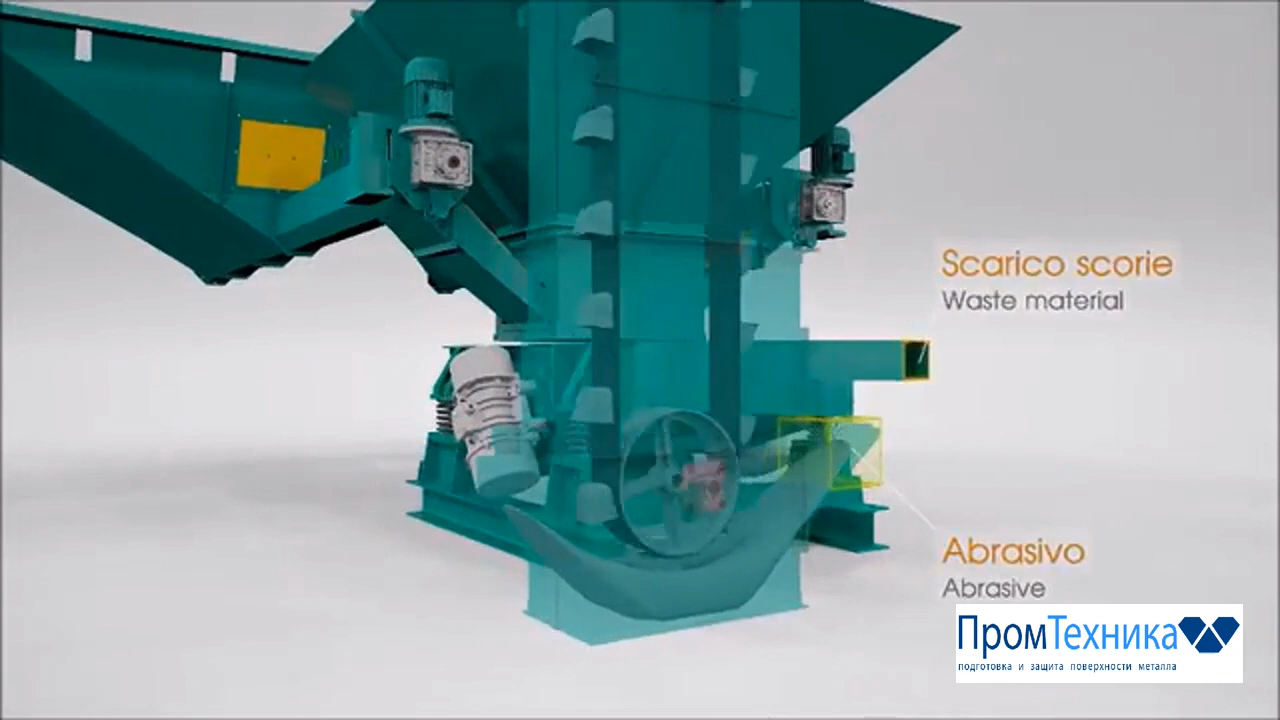 Scarico scorie
Waste material
Abrasivo
Abrasive
ПромТехника
подготовка и защита поверхности металла